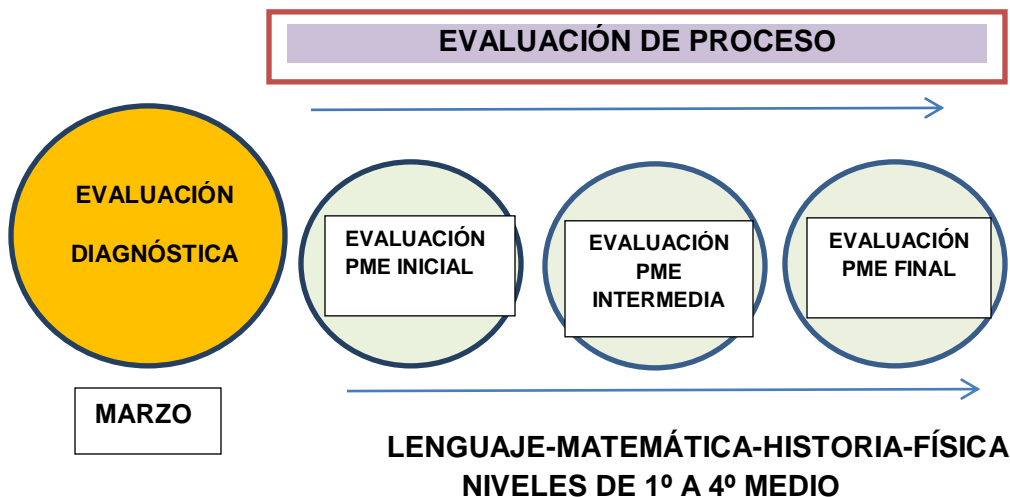 EVALUACIÓN DE PROCESO
EVALUACIÓN
DIAGNÓSTICA
EVALUACIÓN
PME INICIAL
EVALUACIÓN
PME
INTERMEDIA
EVALUACIÓN
PME FINAL
MARZO
LENGUAJE-MATEMÁTICA-HISTORIA-FÍSICA
NIVELES DE 1º A 4º MEDIO